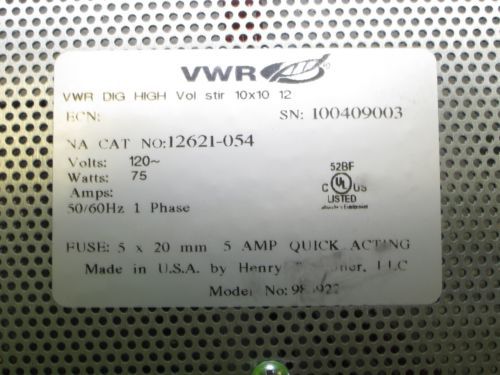 VWR
VWR DIG HIGH Vol stir 10x10 12
ECN: SN: 100409003
NA CAT NO:12621-054
Volts: 120~
Watts: 75
Amps:
50/60Hz 1 Phase
52BF
C UL US
LISTED
FUSE: 5 x 20 mm 5 AMP QUICK ACTING
Made in U.S.A. by Henry LLC
Model No: